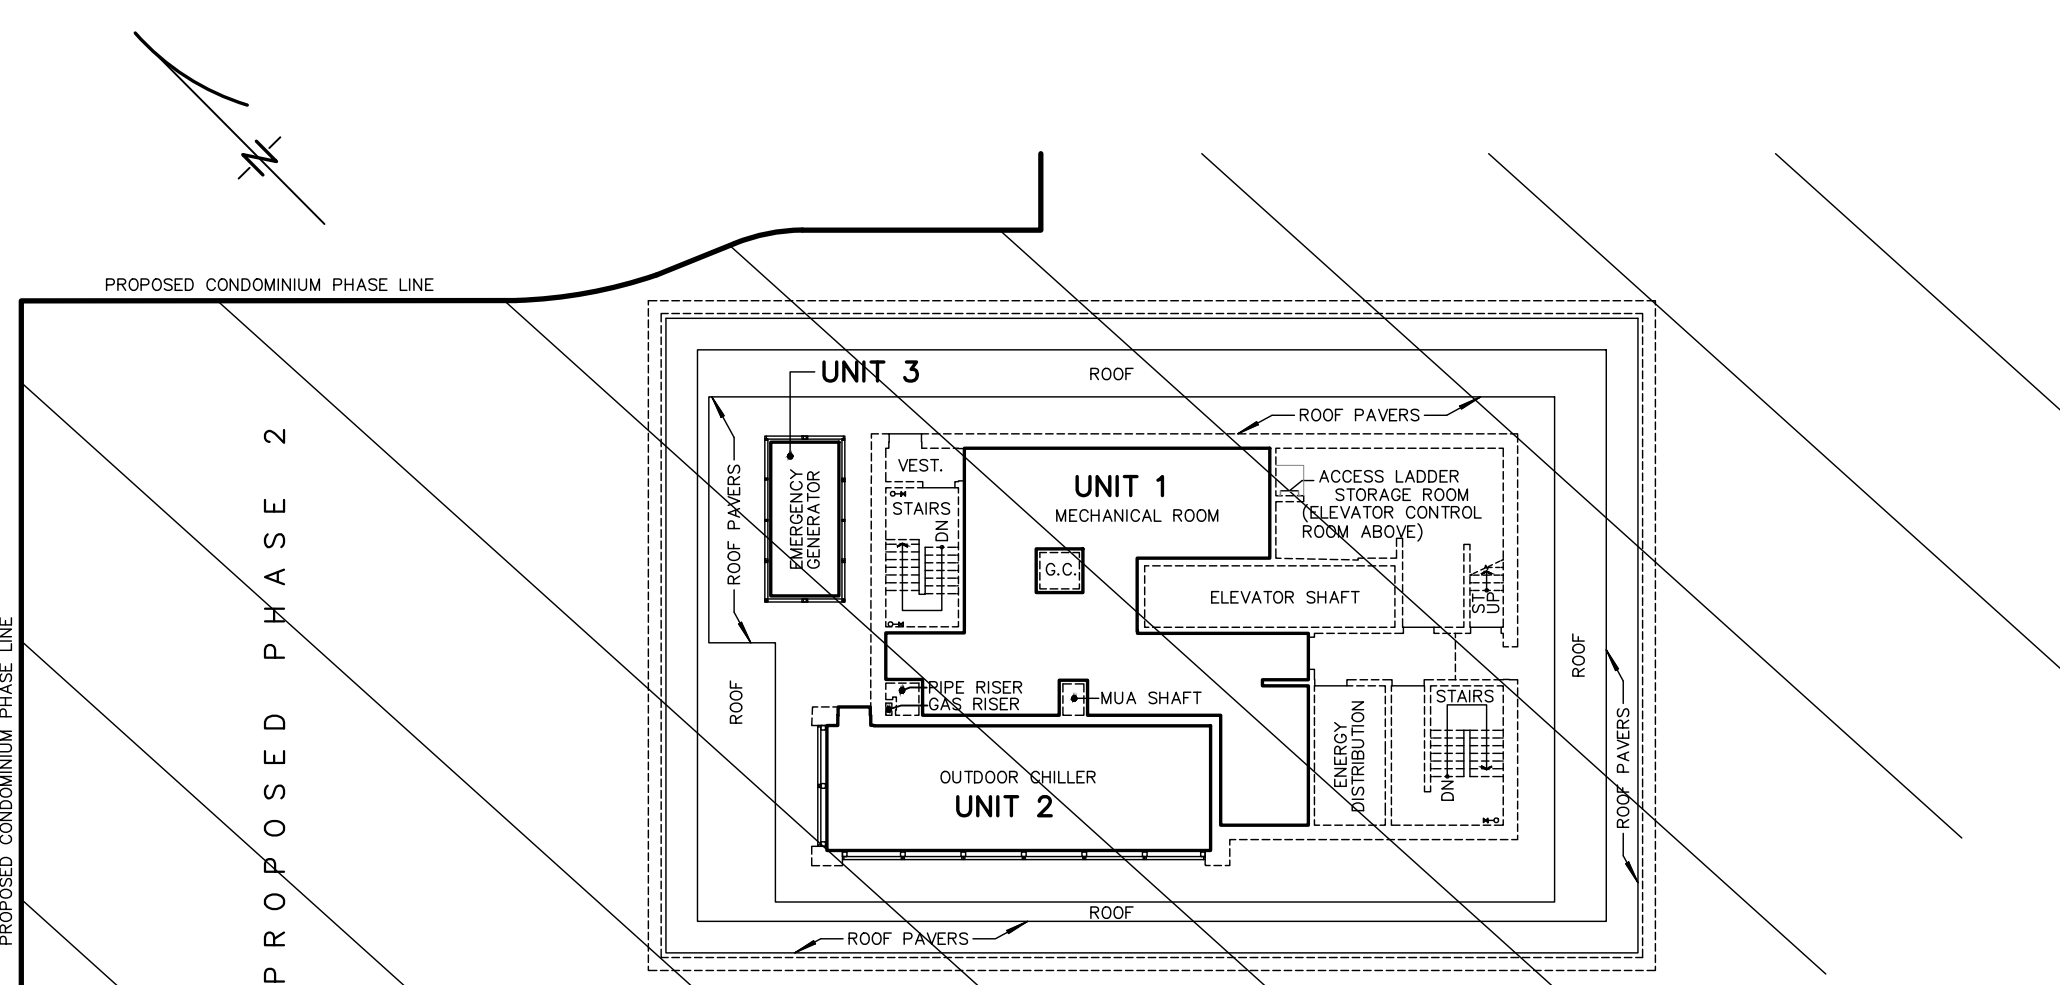 N
PROPOSED CONDOMINIUM PHASE LINE
UNIT 3
ROOF
ROOF PAVERS
PROPOSED PHASE 2
VEST.
UNIT 1
MECHANICAL ROOM
ACCESS LADDER
STORAGE ROOM
(ELEVATOR CONTROL
ROOM ABOVE)
ROOF PAVERS
EMERGENCY
GENERATOR
STAIRS
DN
G.C.
ELEVATOR SHAFT
ST.
UP
PROPOSED CONDOMINIUM PHASE LINE
ROOF
ROOF
PIPE RISER
GAS RISER
MUA SHAFT
STAIRS
DN
ENERGY
DISTRIBUTION
ROOF PAVERS
OUTDOOR CHILLER
UNIT 2
ROOF
ROOF PAVERS